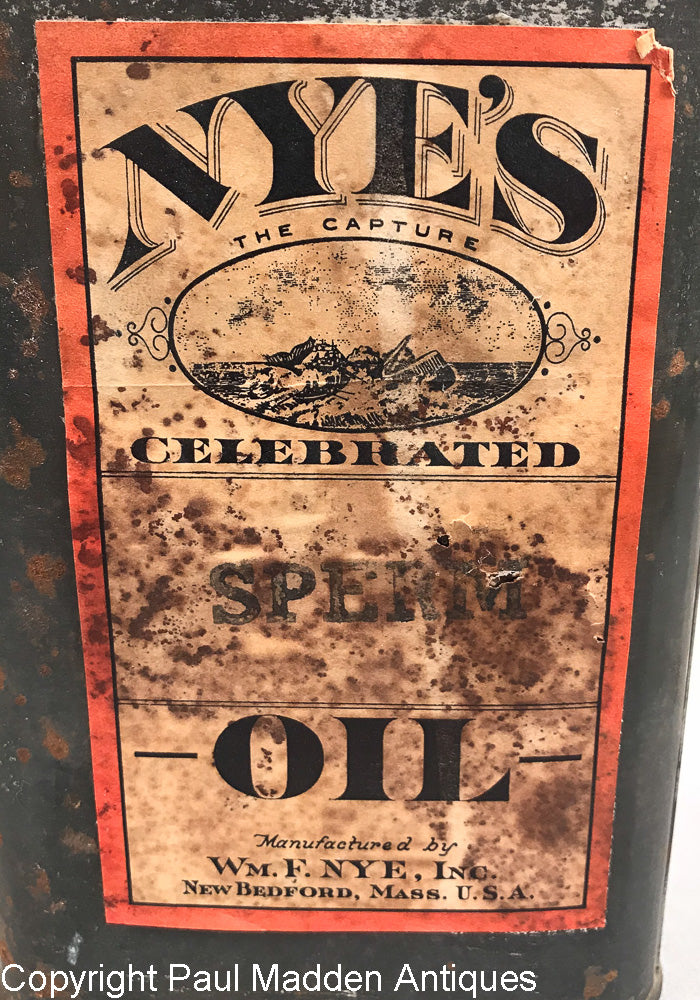 NYE'S
THE CAPTURE
CELEBRATED
SPERM
— OIL —
Manufactured by
WM. F. NYE, INC.
NEW BEDFORD, MASS. U.S.A.
Copyright Paul Madden Antiques